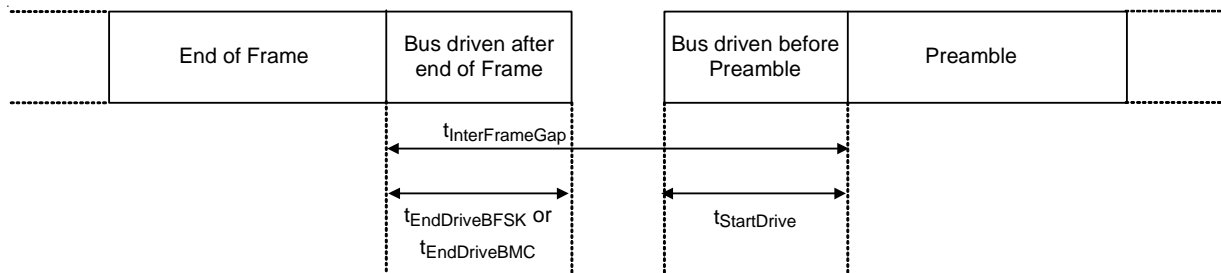 End of Frame
Bus driven after
end of Frame
Bus driven before
Preamble
Preamble
tInterFrameGap
tEndDriveBFSK or
tEndDriveBMC
tStartDrive